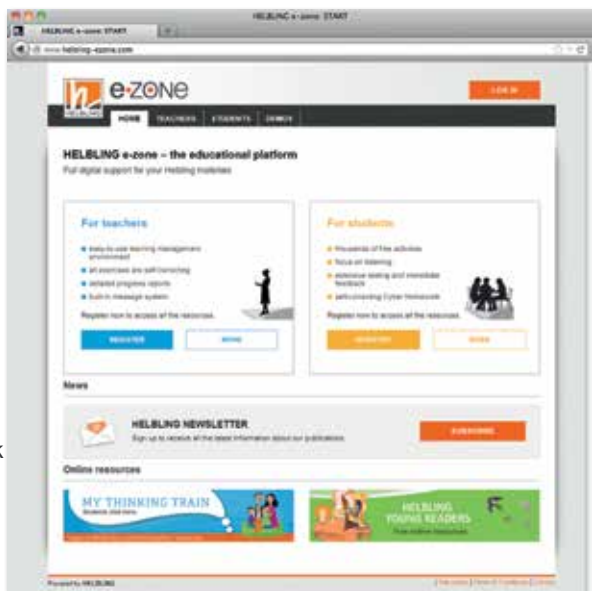 HELBLING e-zone START
HELBLING e-zone START
www.helbling-ezone.com
h e-zone
HELBLING
LOG IN
HOME TEACHERS STUDENTS DEMOS
HELBLING e-zone – the educational platform
Full digital support for your Helbling materials
For teachers
easy-to-use learning management
environment
all exercises are self-correcting
detailed progress reports
built-in message system
Register now to access all the resources.
REGISTER MORE
For students
thousands of free activities
focus on listening
extensive testing and immediate
feedback
self-correcting Cyber Homework
Register now to access all the resources.
REGISTER MORE
News
HELBLING NEWSLETTER
Sign up to receive all the latest information about our publications.
SUBSCRIBE
Online resources
MY THINKING TRAIN
HELBLING
YOUNG READERS
Free online resources
Powered by HELBLING
k